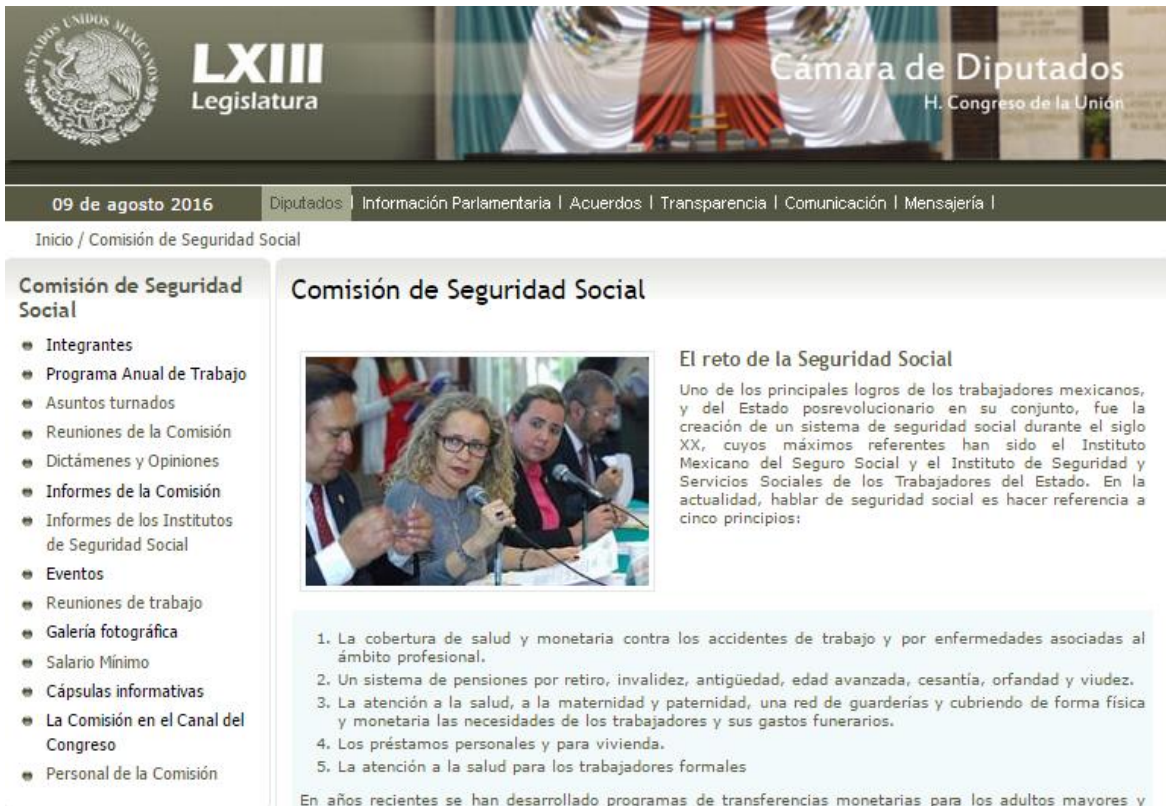 ESTADOS UNIDOS MEXICANOS
LXIII
Legislatura
Cámara de Diputados
H. Congreso de la Unión
09 de agosto 2016
Diputados | Información Parlamentaria | Acuerdos | Transparencia | Comunicación | Mensajería |
Inicio / Comisión de Seguridad Social
Comisión de Seguridad
Social
Integrantes
Programa Anual de Trabajo
Asuntos turnados
Reuniones de la Comisión
Dictámenes y Opiniones
Informes de la Comisión
Informes de los Institutos
de Seguridad Social
Eventos
Reuniones de trabajo
Galería fotográfica
Salario Mínimo
Cápsulas informativas
La Comisión en el Canal del
Congreso
Personal de la Comisión
Comisión de Seguridad Social
El reto de la Seguridad Social
Uno de los principales logros de los trabajadores mexicanos,
y del Estado posrevolucionario en su conjunto, fue la
creación de un sistema de seguridad social durante el siglo
XX, cuyos máximos referentes han sido el Instituto
Mexicano del Seguro Social y el Instituto de Seguridad y
Servicios Sociales de los Trabajadores del Estado. En la
actualidad, hablar de seguridad social es hacer referencia a
cinco principios:
1. La cobertura de salud y monetaria contra los accidentes de trabajo y por enfermedades asociadas al
ámbito profesional.
2. Un sistema de pensiones por retiro, invalidez, antigüedad, edad avanzada, cesantía, orfandad y viudez.
3. La atención a la salud, a la maternidad y paternidad, una red de guarderías y cubriendo de forma física
y monetaria las necesidades de los trabajadores y sus gastos funerarios.
4. Los préstamos personales y para vivienda.
5. La atención a la salud para los trabajadores formales
En años recientes se han desarrollado programas de transferencias monetarias para los adultos mayores y